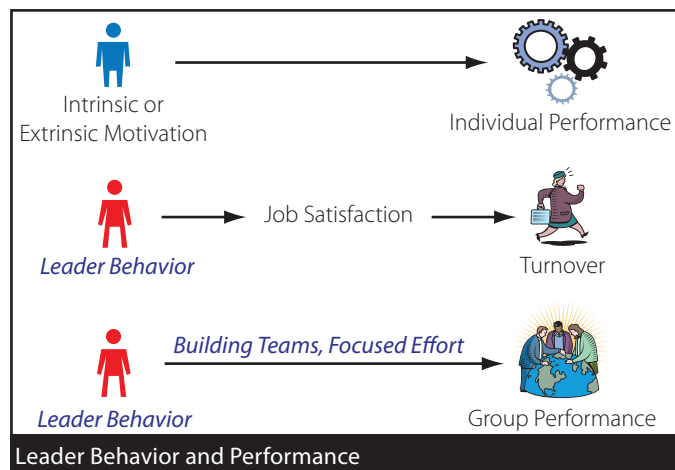 Intrinsic or
Extrinsic Motivation
Individual Performance
Leader Behavior
Job Satisfaction
Turnover
Building Teams, Focused Effort
Leader Behavior
Group Performance
Leader Behavior and Performance